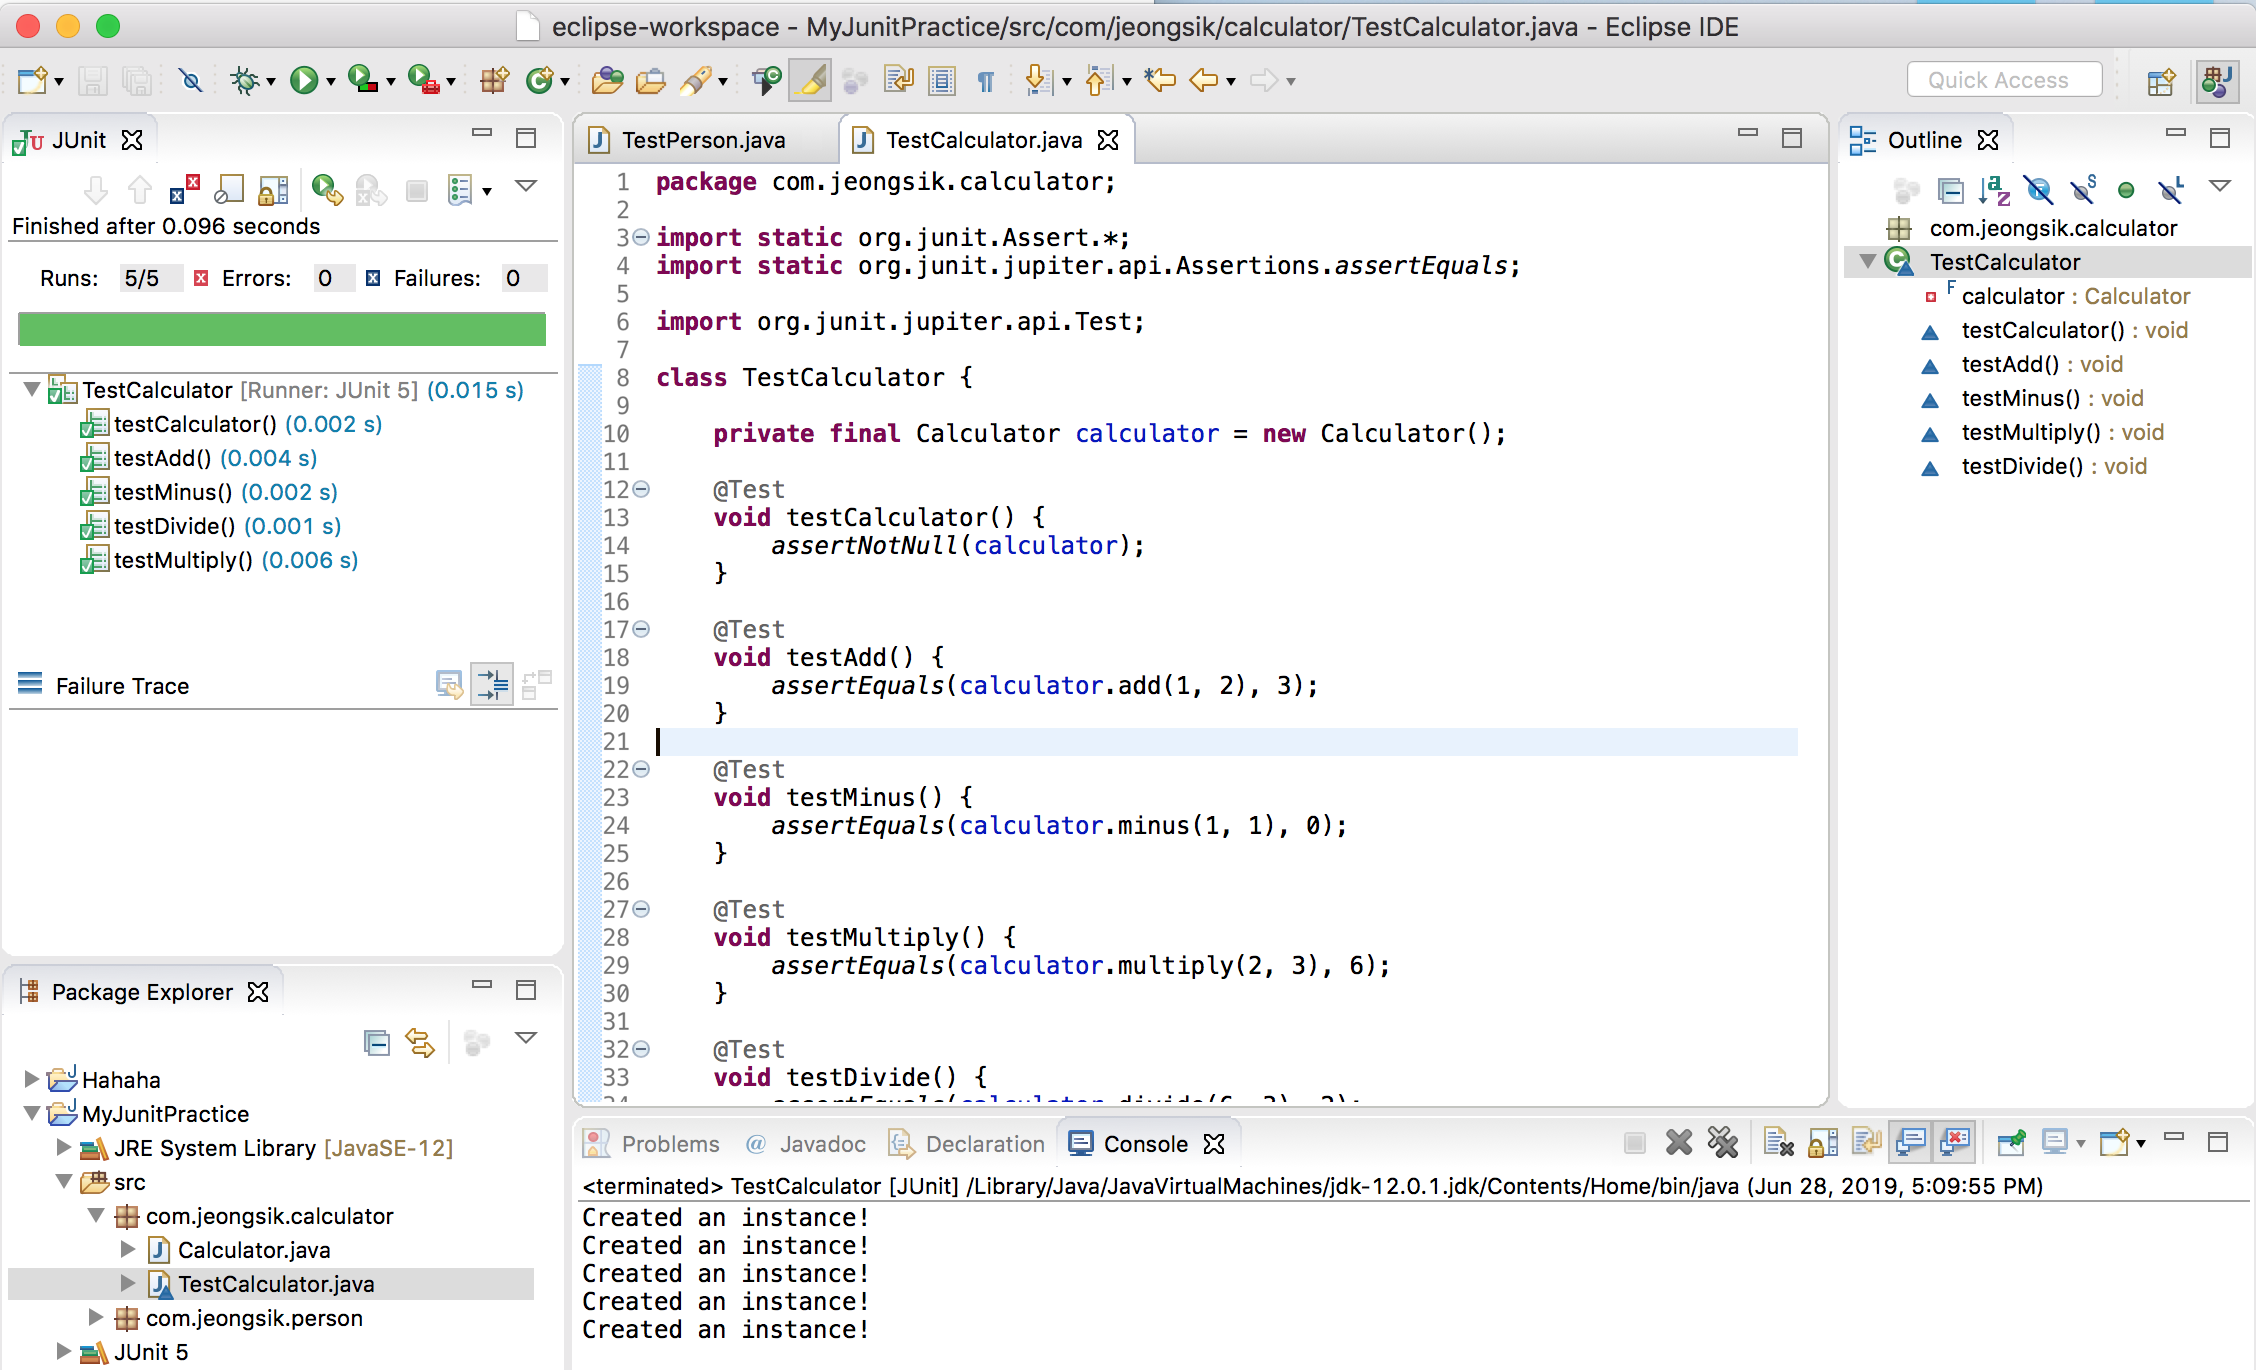 eclipse-workspace - MyJunitPractice/src/com/jeongsik/calculator/TestCalculator.java - Eclipse IDE
Quick Access
JUnit
Finished after 0.096 seconds
Runs: 5/5 Errors: 0 Failures: 0
TestCalculator [Runner: JUnit 5] (0.015 s)
testCalculator() (0.002 s)
testAdd() (0.004 s)
testMinus() (0.002 s)
testDivide() (0.001 s)
testMultiply() (0.006 s)
Failure Trace
Package Explorer
Hahaha
MyJunitPractice
JRE System Library [JavaSE-12]
src
com.jeongsik.calculator
Calculator.java
TestCalculator.java
com.jeongsik.person
JUnit 5
TestPerson.java
TestCalculator.java
1 package com.jeongsik.calculator;
2
3 import static org.junit.Assert.*;
4 import static org.junit.jupiter.api.Assertions.assertEquals;
5
6 import org.junit.jupiter.api.Test;
7
8 class TestCalculator {
9
10 private final Calculator calculator = new Calculator();
11
12 @Test
13 void testCalculator() {
14 assertNotNull(calculator);
15 }
16
17 @Test
18 void testAdd() {
19 assertEquals(calculator.add(1, 2), 3);
20 }
21
22 @Test
23 void testMinus() {
24 assertEquals(calculator.minus(1, 1), 0);
25 }
26
27 @Test
28 void testMultiply() {
29 assertEquals(calculator.multiply(2, 3), 6);
30 }
31
32 @Test
33 void testDivide() {
34 assertEquals(calculator.divide(6, 3), 2);
Outline
com.jeongsik.calculator
TestCalculator
calculator : Calculator
testCalculator() : void
testAdd() : void
testMinus() : void
testMultiply() : void
testDivide() : void
Problems
Javadoc
Declaration
Console
<terminated> TestCalculator [JUnit] /Library/Java/JavaVirtualMachines/jdk-12.0.1.jdk/Contents/Home/bin/java (Jun 28, 2019, 5:09:55 PM)
Created an instance!
Created an instance!
Created an instance!
Created an instance!
Created an instance!